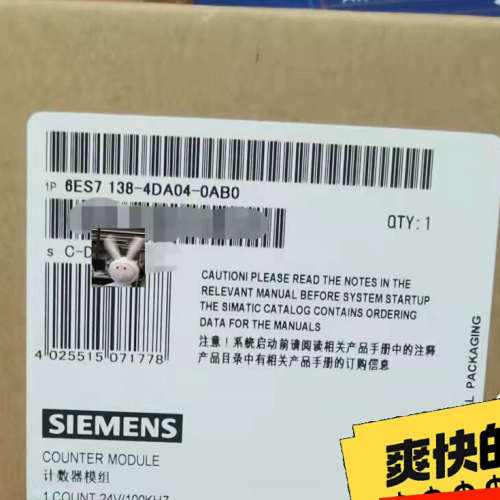 1P 6ES7 138-4DA04-0AB0
QTY: 1
S C-D
CAUTION! PLEASE READ THE NOTES IN THE
RELEVANT MANUAL BEFORE SYSTEM STARTUP
THE SIMATIC CATALOG CONTAINS ORDERING
DATA FOR THE MANUALS
注意！系统启动前请阅读相关产品手册中的注释
产品目录中有相关产品手册的订购信息
4 025515 071778
PACKAGING
SIEMENS
COUNTER MODULE
计数器模组
1 COUNT 24V/100KHZ
爽快的